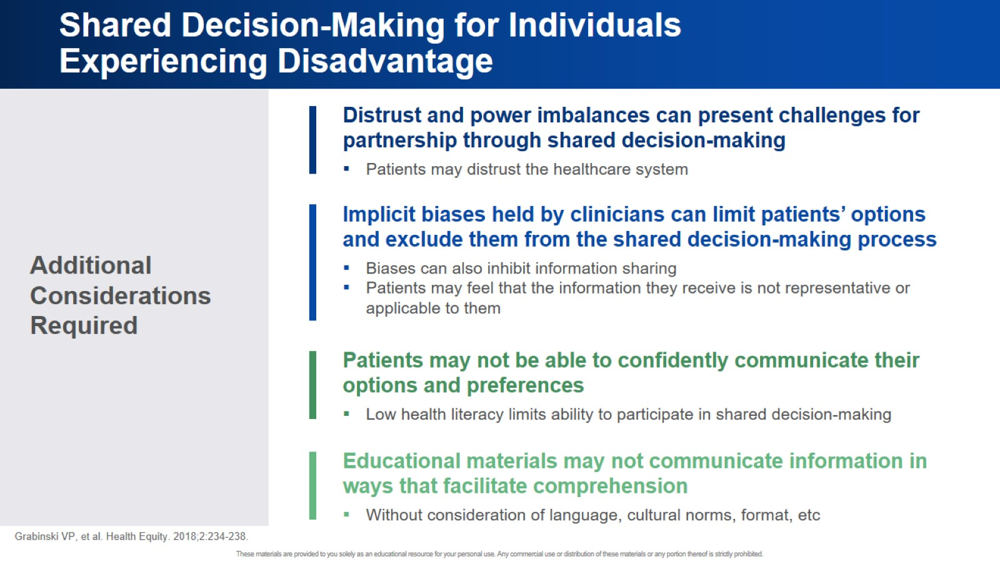 Shared Decision-Making for Individuals
Experiencing Disadvantage
Additional
Considerations
Required
Distrust and power imbalances can present challenges for
partnership through shared decision-making
▪ Patients may distrust the healthcare system
Implicit biases held by clinicians can limit patients’ options
and exclude them from the shared decision-making process
▪ Biases can also inhibit information sharing
▪ Patients may feel that the information they receive is not representative or
applicable to them
Patients may not be able to confidently communicate their
options and preferences
▪ Low health literacy limits ability to participate in shared decision-making
Educational materials may not communicate information in
ways that facilitate comprehension
▪ Without consideration of language, cultural norms, format, etc
Grabinski VP, et al. Health Equity. 2018;2:234-238.
These materials are provided to you solely as an educational resource for your personal use. Any commercial use or distribution of these materials or any portion thereof is strictly prohibited.